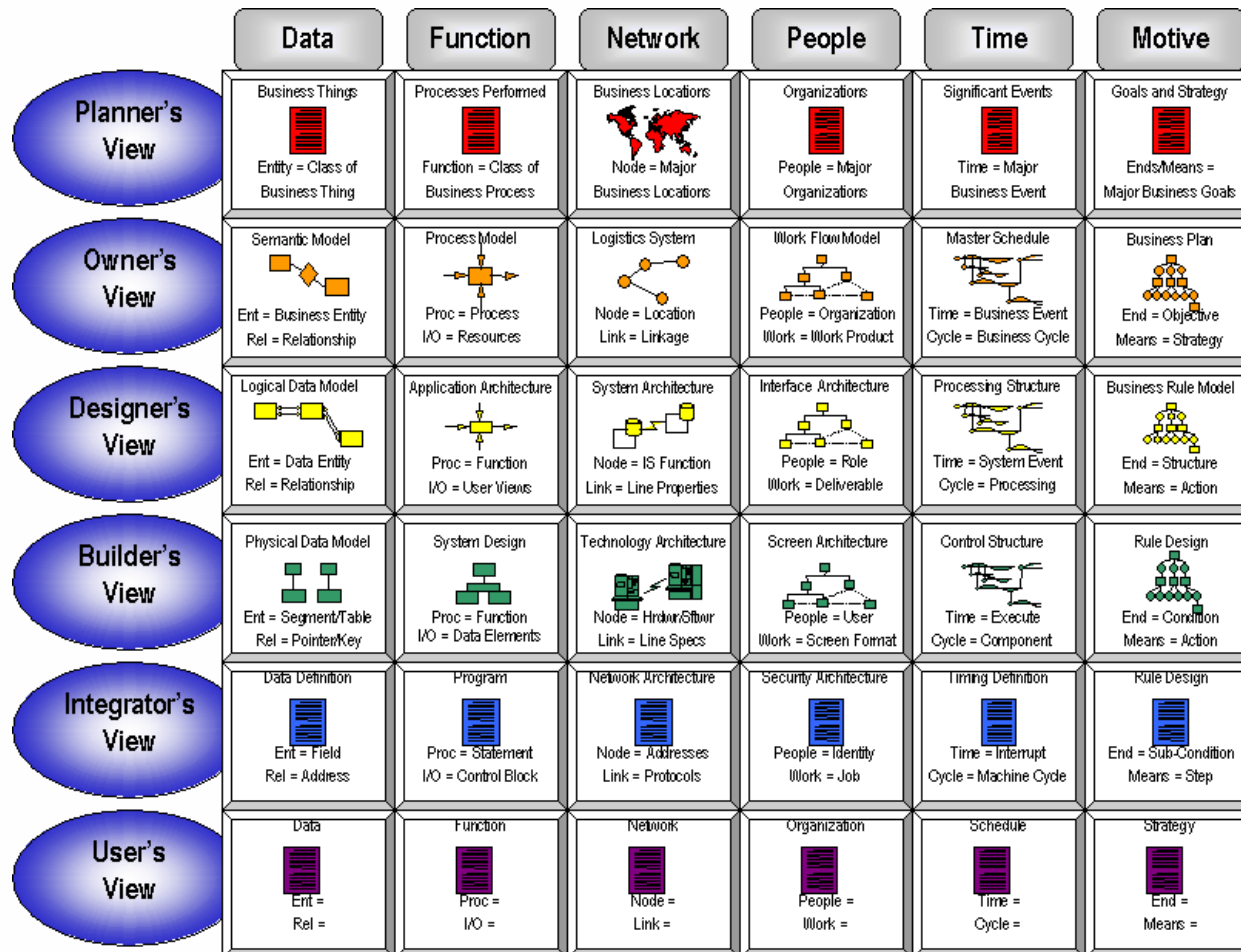 Data
Function
Network
People
Time
Motive
Planner's
View
Business Things
Entity = Class of
Business Thing
Processes Performed
Function = Class of
Business Process
Business Locations
Node = Major
Business Locations
Organizations
People = Major
Organizations
Significant Events
Time = Major
Business Event
Goals and Strategy
Ends/Means =
Major Business Goals
Owner's
View
Semantic Model
Ent = Business Entity
Rel = Relationship
Process Model
Proc = Process
I/O = Resources
Logistics System
Node = Location
Link = Linkage
Work Flow Model
People = Organization
Work = Work Product
Master Schedule
Time = Business Event
Cycle = Business Cycle
Business Plan
End = Objective
Means = Strategy
Designer's
View
Logical Data Model
Ent = Data Entity
Rel = Relationship
Application Architecture
Proc = Function
I/O = User Views
System Architecture
Node = IS Function
Link = Line Properties
Interface Architecture
People = Role
Work = Deliverable
Processing Structure
Time = System Event
Cycle = Processing
Business Rule Model
End = Structure
Means = Action
Builder's
View
Physical Data Model
Ent = Segment/Table
Rel = Pointer/Key
System Design
Proc = Function
I/O = Data Elements
Technology Architecture
Node = Hrdwr/Sftwr
Link = Line Specs
Screen Architecture
People = User
Work = Screen Format
Control Structure
Time = Execute
Cycle = Component
Rule Design
End = Condition
Means = Action
Integrator's
View
Data Definition
Ent = Field
Rel = Address
Program
Proc = Statement
I/O = Control Block
Network Architecture
Node = Addresses
Link = Protocols
Security Architecture
People = Identity
Work = Job
Timing Definition
Time = Interrupt
Cycle = Machine Cycle
Rule Design
End = Sub-Condition
Means = Step
User's
View
Data
Ent =
Rel =
Function
Proc =
I/O =
Network
Node =
Link =
Organization
People =
Work =
Schedule
Time =
Cycle =
Strategy
End =
Means =